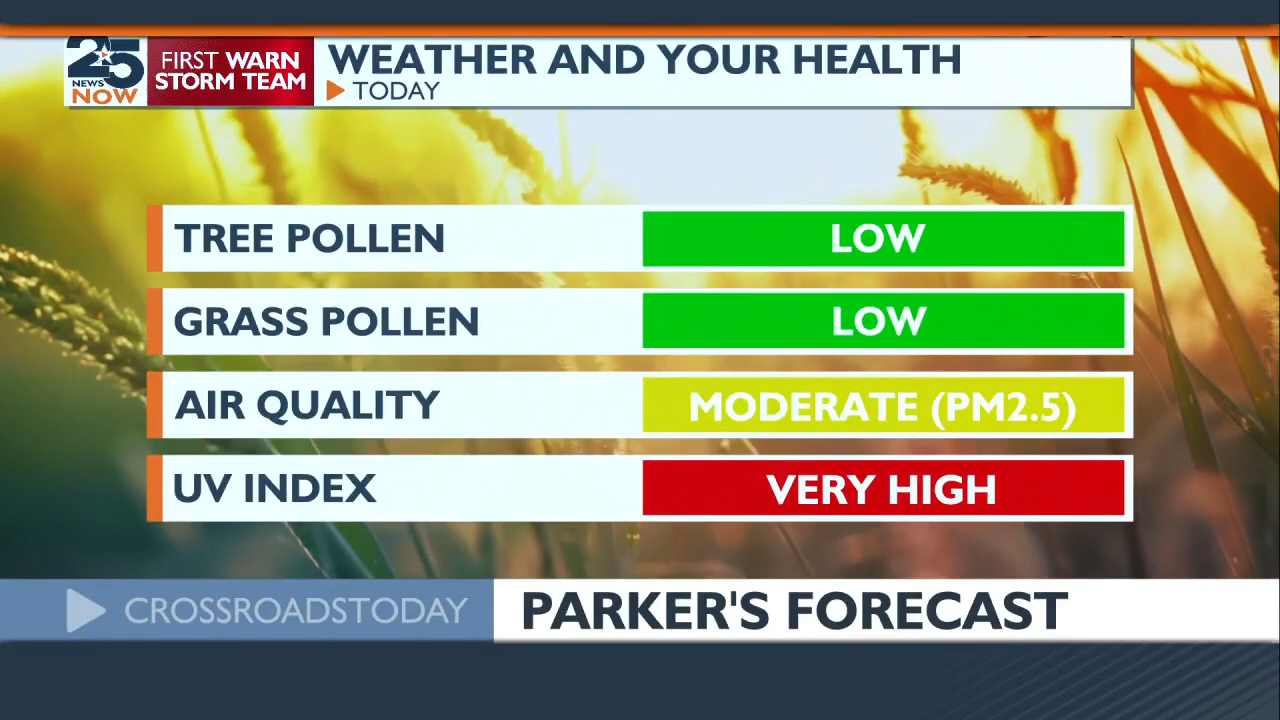 25
NEWS
NOW
FIRST WARN
STORM TEAM
WEATHER AND YOUR HEALTH
TODAY
TREE POLLEN LOW
GRASS POLLEN LOW
AIR QUALITY MODERATE (PM2.5)
UV INDEX VERY HIGH
CROSSROADSTODAY
PARKER'S FORECAST